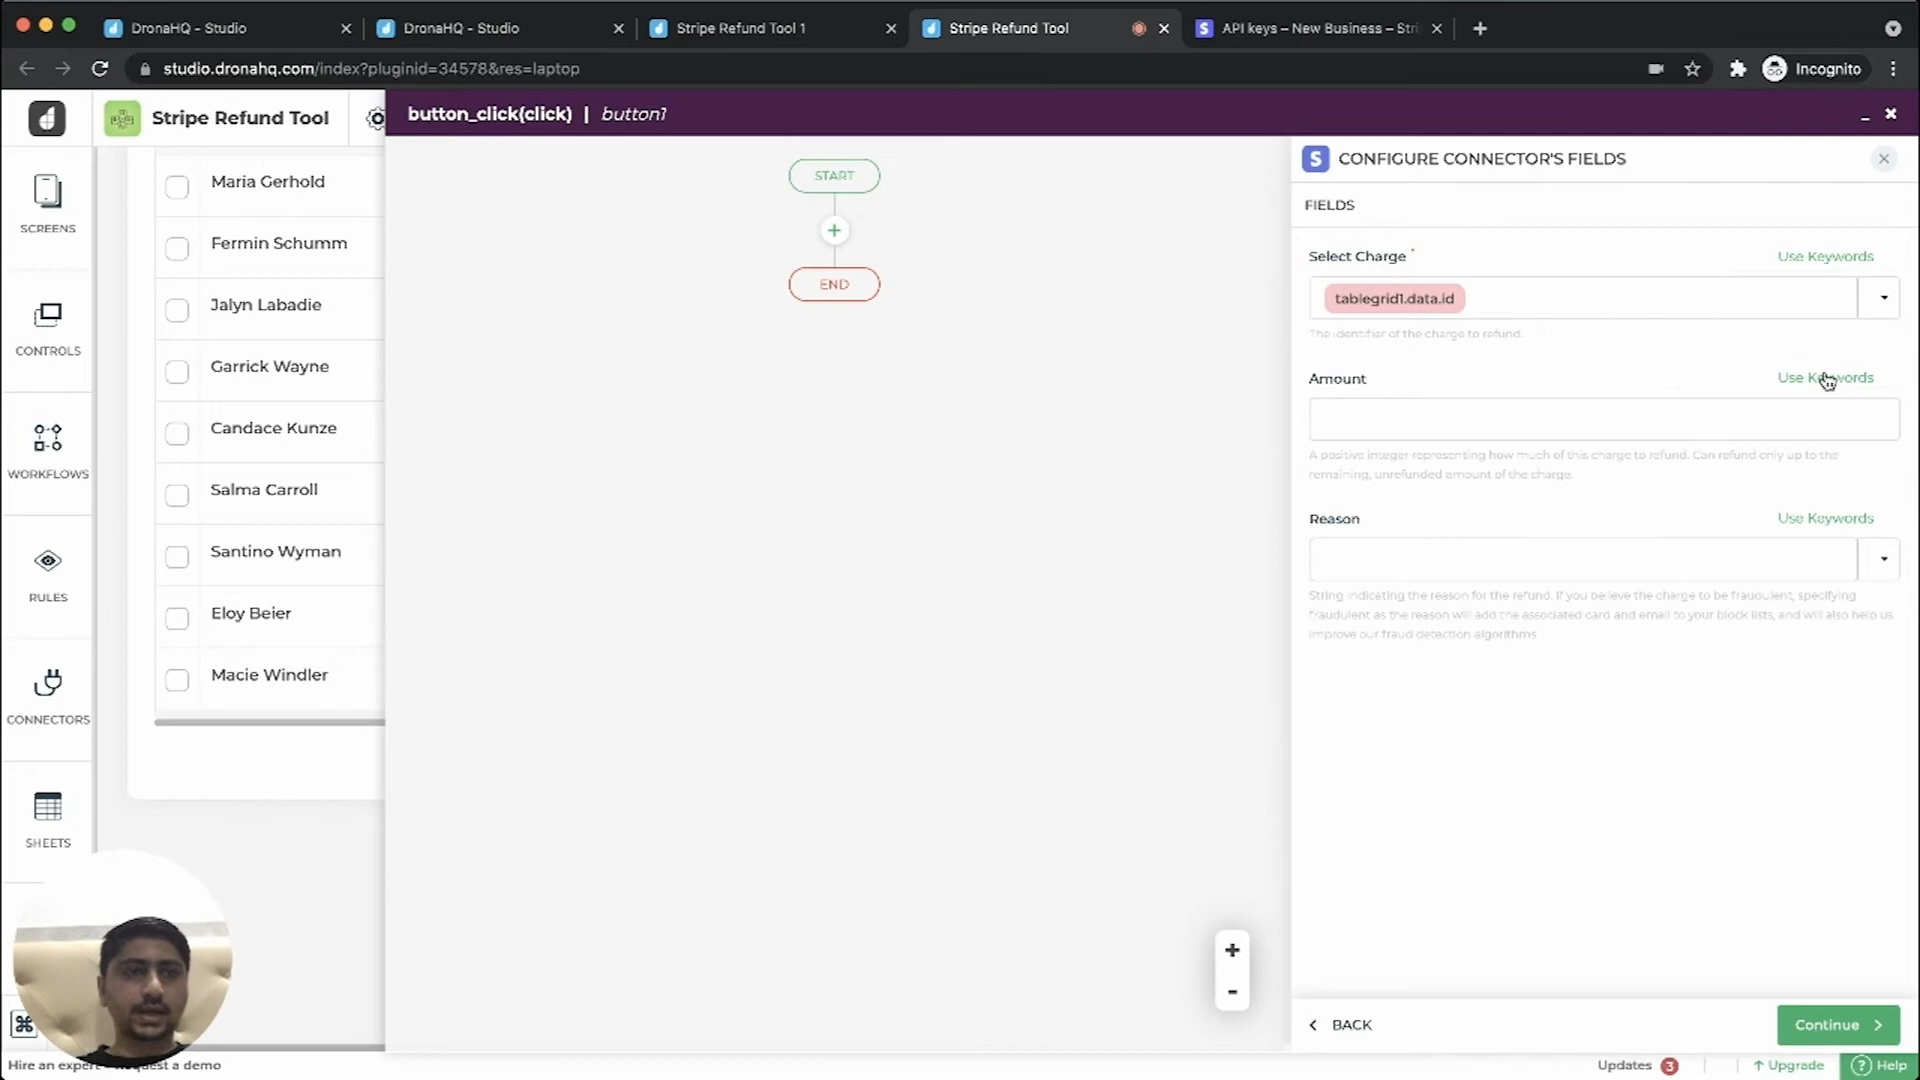 DronaHQ - Studio
DronaHQ - Studio
Stripe Refund Tool 1
Stripe Refund Tool
API keys – New Business – Stri
studio.dronahq.com/index?pluginid=34578&res=laptop
Incognito
Stripe Refund Tool
button_click(click) | button1
SCREENS
CONTROLS
WORKFLOWS
RULES
CONNECTORS
SHEETS
Maria Gerhold
Fermin Schumm
Jalyn Labadie
Garrick Wayne
Candace Kunze
Salma Carroll
Santino Wyman
Eloy Beier
Macie Windler
START
+
END
+
-
S CONFIGURE CONNECTOR'S FIELDS
FIELDS
Select Charge * Use Keywords
tablegrid1.data.id
The identifier of the charge to refund.
Amount Use Keywords
A positive integer representing how much of this charge to refund. Can refund only up to the
remaining, unrefunded amount of the charge.
Reason Use Keywords
String indicating the reason for the refund. If you believe the charge to be fraudulent, specifying
fraudulent as the reason will add the associated card and email to your block lists, and will also help us
improve our fraud detection algorithms
BACK
Continue
Hire an expert
quest a demo
Updates 3
Upgrade
? Help